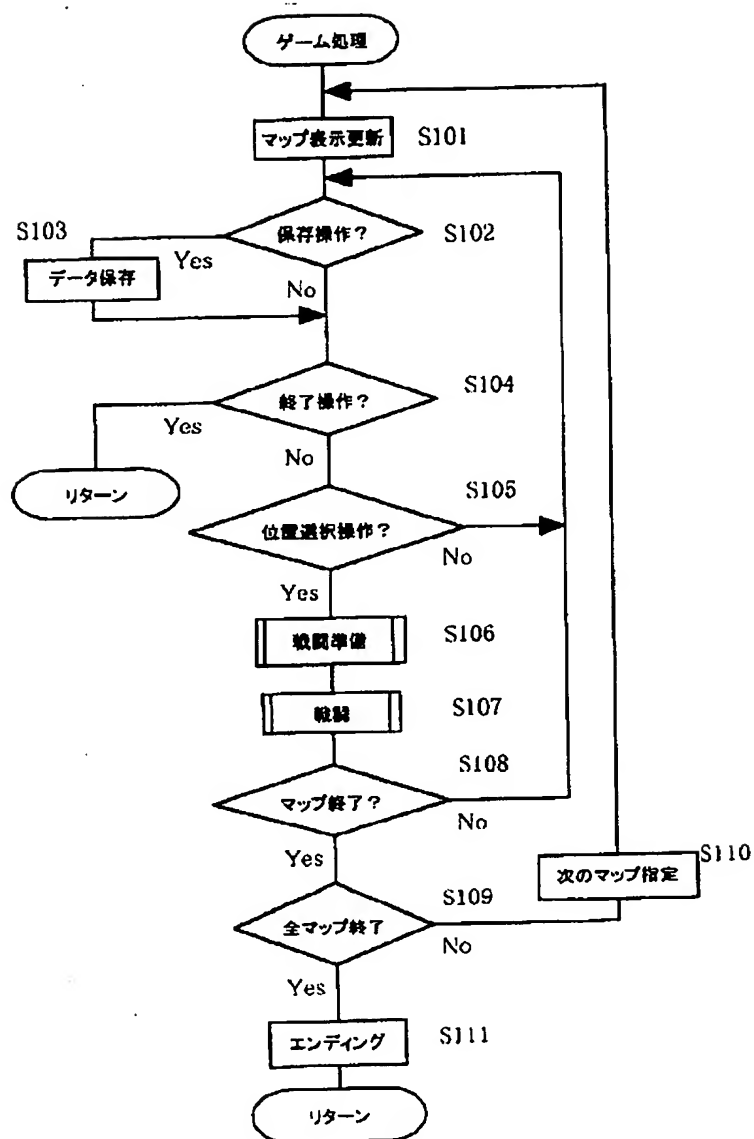 ゲーム処理
マップ表示更新
S101
保存操作？
S102
S103
Yes
データ保存
No
終了操作？
S104
Yes
No
リターン
S105
位置選択操作？
No
Yes
戦闘準備
S106
戦闘
S107
S108
マップ終了？
No
Yes
S110
次のマップ指定
S109
全マップ終了
No
Yes
エンディング
S111
リターン